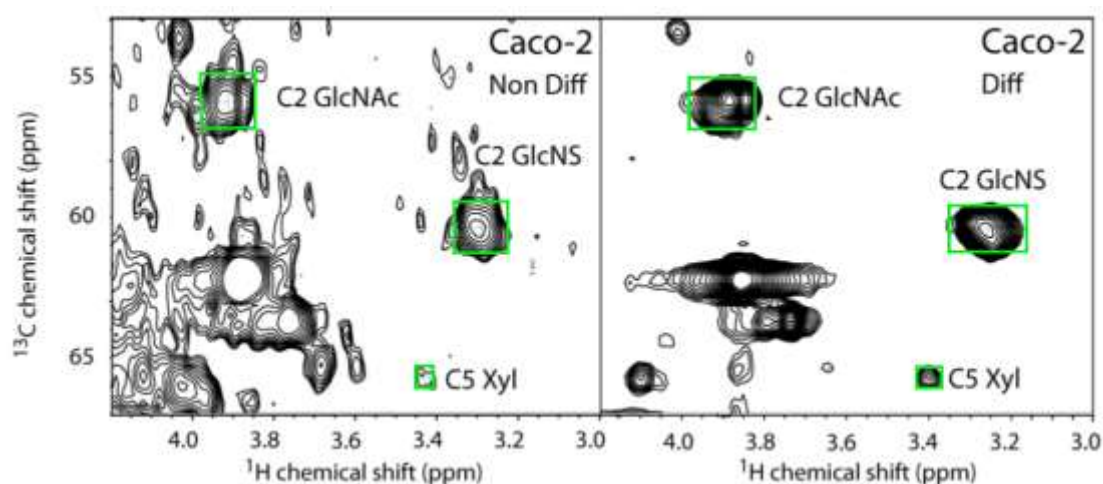 Caco-2
Non Diff
C2 GlcNAc
C2 GlcNS
C5 Xyl
Caco-2
Diff
C2 GlcNAc
C2 GlcNS
C5 Xyl
55
60
65
¹³C chemical shift (ppm)
4.0 3.8 3.6 3.4 3.2 3.0
¹H chemical shift (ppm)
4.0 3.8 3.6 3.4 3.2 3.0
¹H chemical shift (ppm)